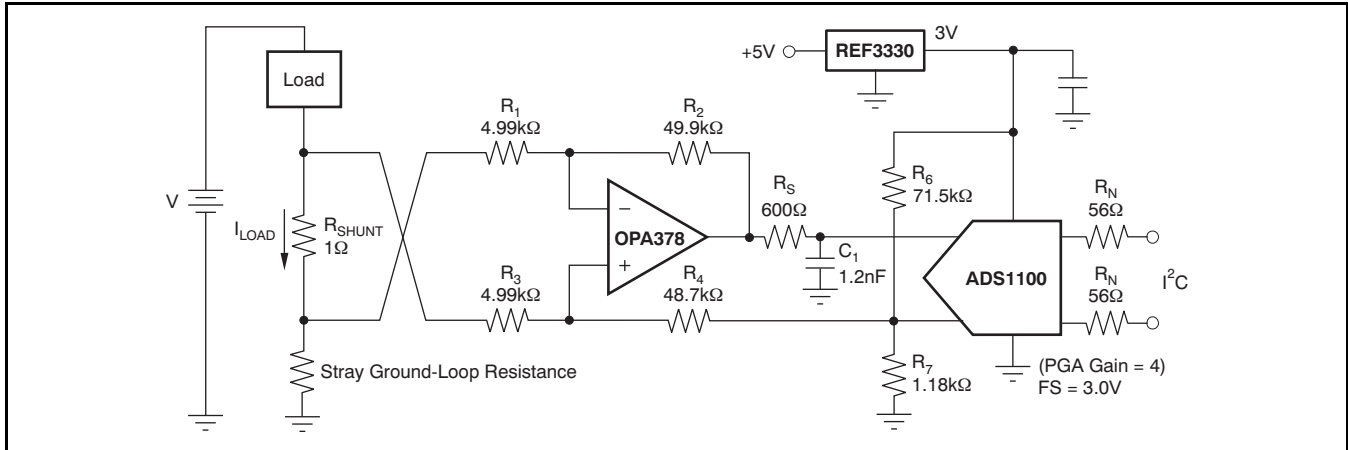 REF3330
3V
+5V
Load
R1
4.99kΩ
R2
49.9kΩ
R6
71.5kΩ
RS
600Ω
RN
56Ω
V
ILOAD
RSHUNT
1Ω
−
OPA378
+
C1
1.2nF
ADS1100
I2C
R3
4.99kΩ
R4
48.7kΩ
RN
56Ω
Stray Ground-Loop Resistance
R7
1.18kΩ
(PGA Gain = 4)
FS = 3.0V